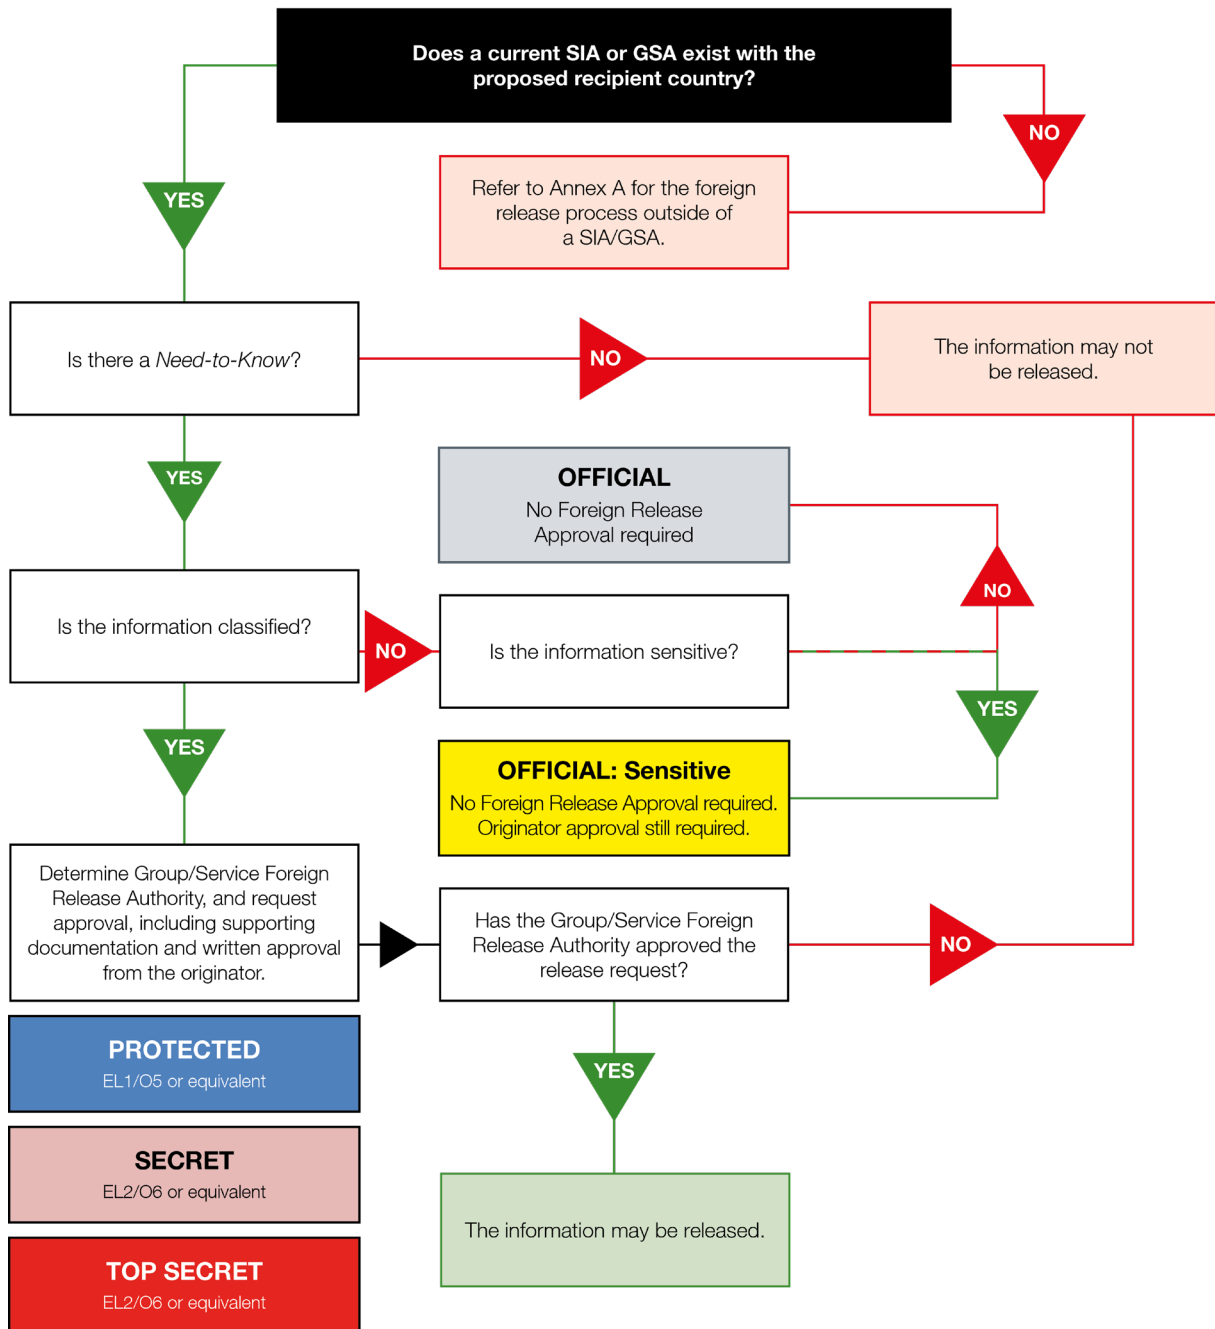 Does a current SIA or GSA exist with the
proposed recipient country?
NO
YES
Refer to Annex A for the foreign
release process outside of
a SIA/GSA.
Is there a Need-to-Know?
NO
The information may not
be released.
YES
OFFICIAL
No Foreign Release
Approval required
NO
Is the information classified?
NO
Is the information sensitive?
YES
YES
OFFICIAL: Sensitive
No Foreign Release Approval required.
Originator approval still required.
Determine Group/Service Foreign
Release Authority, and request
approval, including supporting
documentation and written approval
from the originator.
Has the Group/Service Foreign
Release Authority approved the
release request?
NO
PROTECTED
EL1/O5 or equivalent
YES
SECRET
EL2/O6 or equivalent
The information may be released.
TOP SECRET
EL2/O6 or equivalent